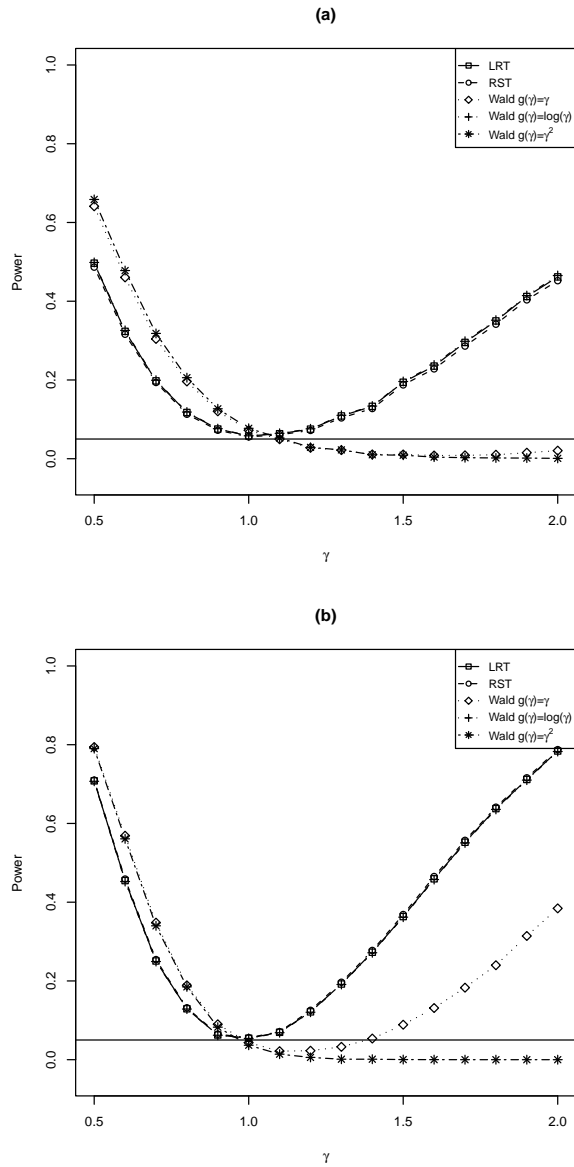 (a)
1.0
0.8
0.6
0.4
0.2
0.0
Power
LRT
RST
Wald g(γ)=γ
Wald g(γ)=log(γ)
Wald g(γ)=γ²
0.5 1.0 1.5 2.0
γ
(b)
1.0
0.8
0.6
0.4
0.2
0.0
Power
LRT
RST
Wald g(γ)=γ
Wald g(γ)=log(γ)
Wald g(γ)=γ²
0.5 1.0 1.5 2.0
γ